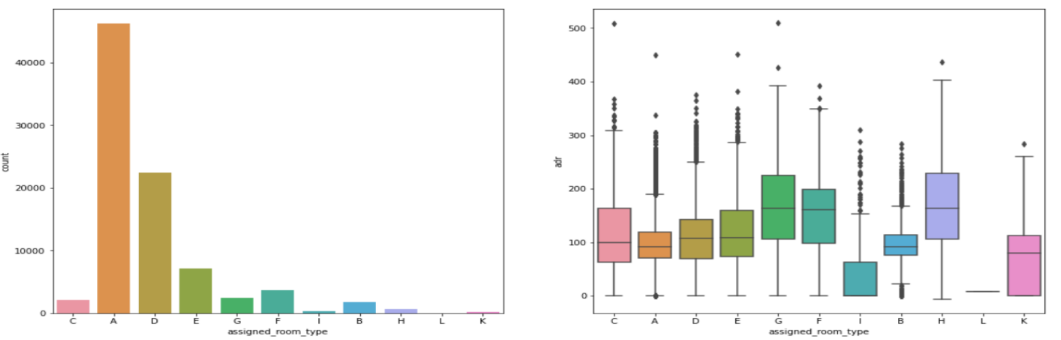 count
40000
30000
20000
10000
0
C A D E G F I B H L K
assigned_room_type
adr
500
400
300
200
100
0
C A D E G F I B H L K
assigned_room_type